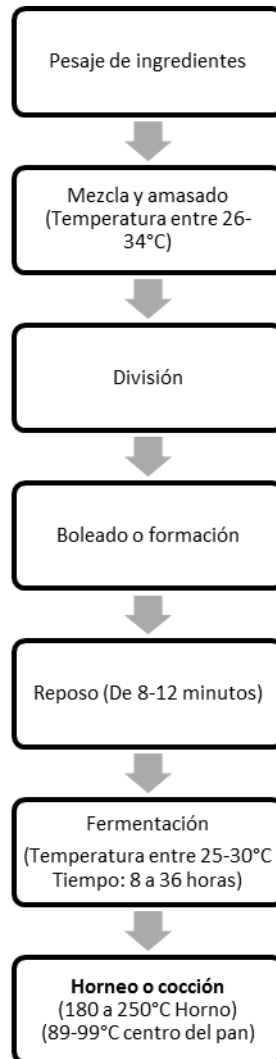 Pesaje de ingredientes
Mezcla y amasado
(Temperatura entre 26-
34°C)
División
Boleado o formación
Reposo (De 8-12 minutos)
Fermentación
(Temperatura entre 25-30°C
Tiempo: 8 a 36 horas)
Horneo o cocción
(180 a 250°C Horno)
(89-99°C centro del pan)